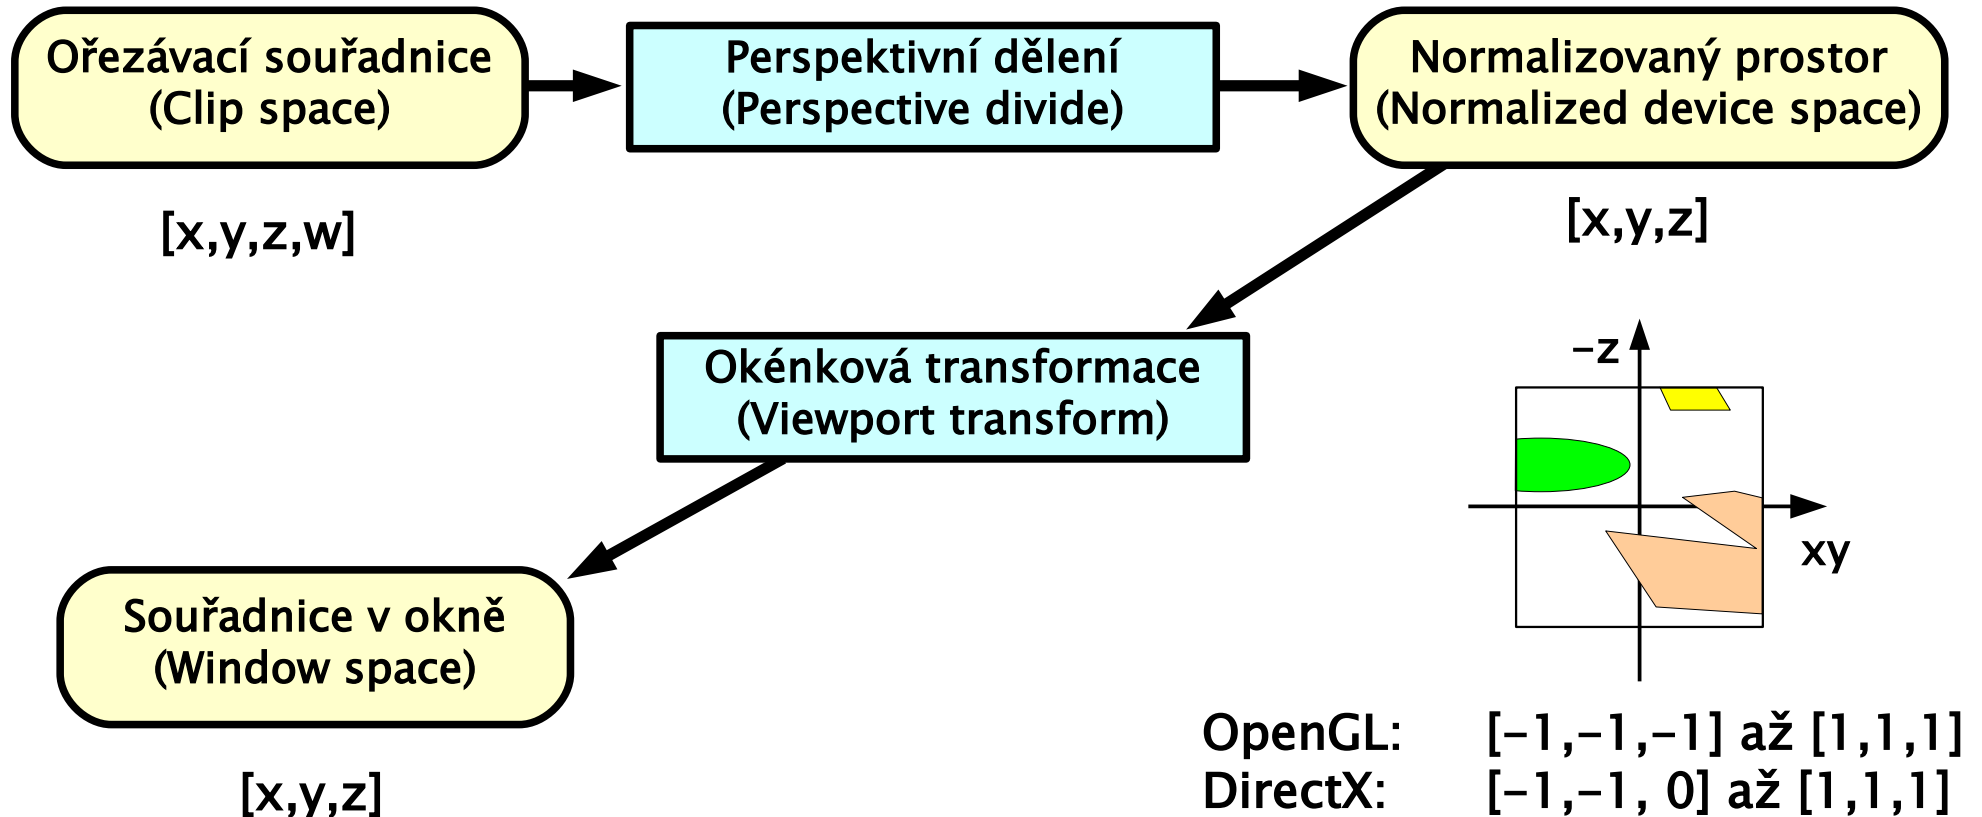 Ořezávací souřadnice
(Clip space)
Perspektivní dělení
(Perspective divide)
Normalizovaný prostor
(Normalized device space)
[x,y,z,w]
[x,y,z]
Okénková transformace
(Viewport transform)
-z
xy
Souřadnice v okně
(Window space)
[x,y,z]
OpenGL: [-1,-1,-1] až [1,1,1]
DirectX: [-1,-1, 0] až [1,1,1]